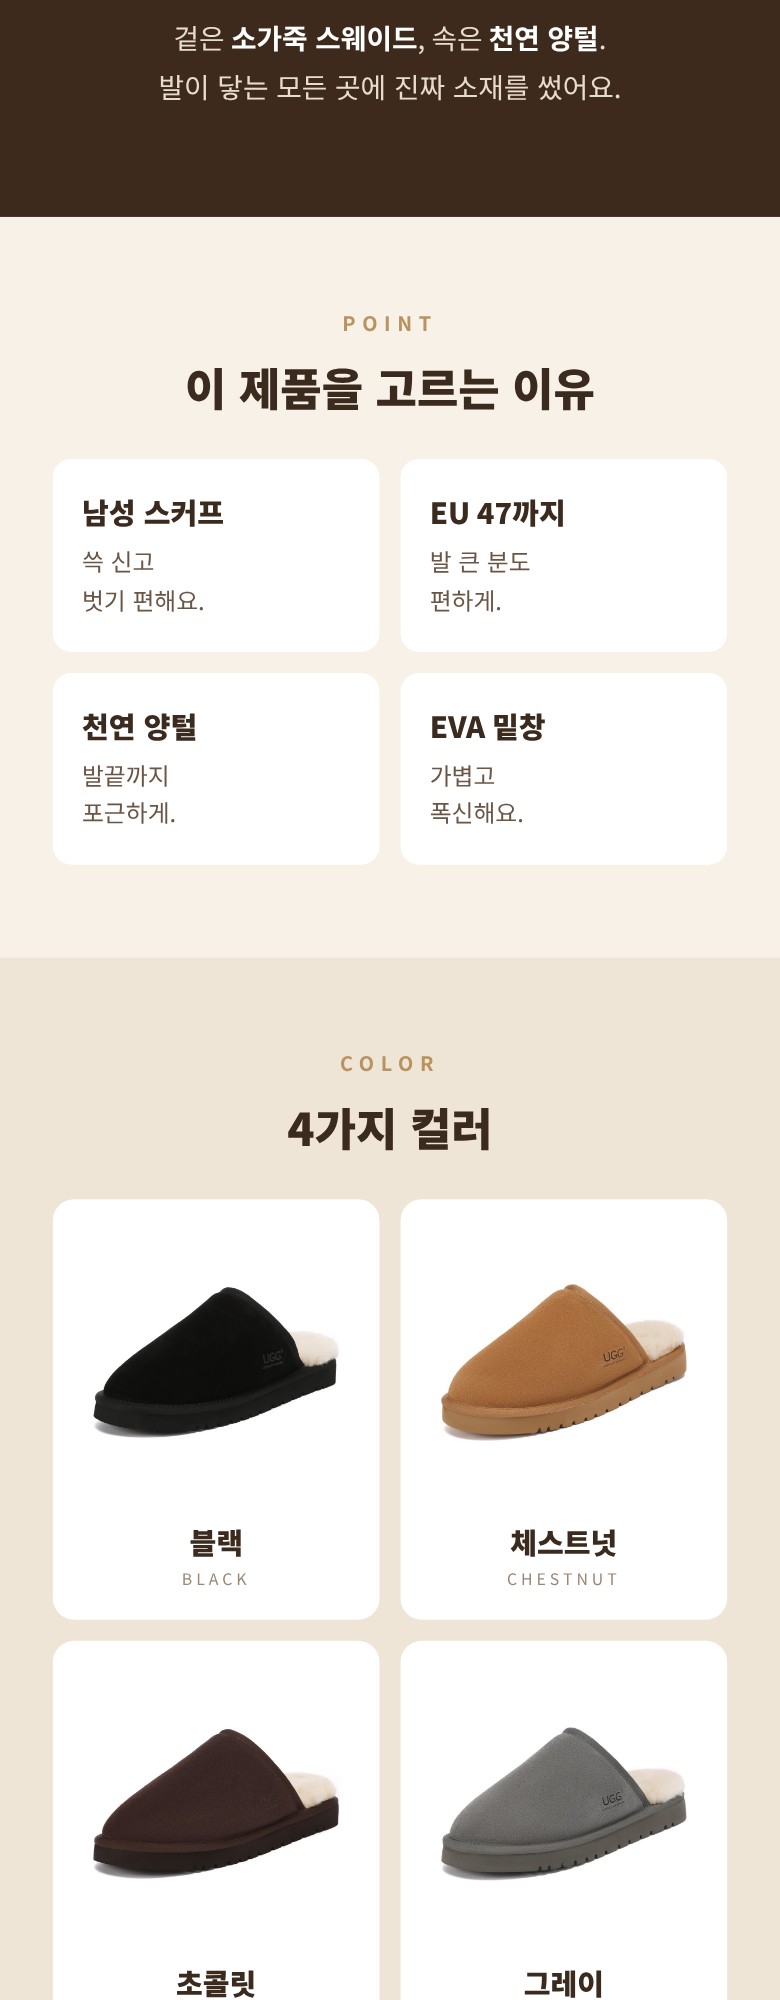 겉은 소가죽 스웨이드, 속은 천연 양털.
발이 닿는 모든 곳에 진짜 소재를 썼어요.
POINT
이 제품을 고르는 이유
남성 스커프
쓱 신고
벗기 편해요.
EU 47까지
발 큰 분도
편하게.
천연 양털
발끝까지
포근하게.
EVA 밑창
가볍고
폭신해요.
COLOR
4가지 컬러
UGG
블랙
BLACK
UGG
체스트넛
CHESTNUT
초콜릿
UGG
그레이